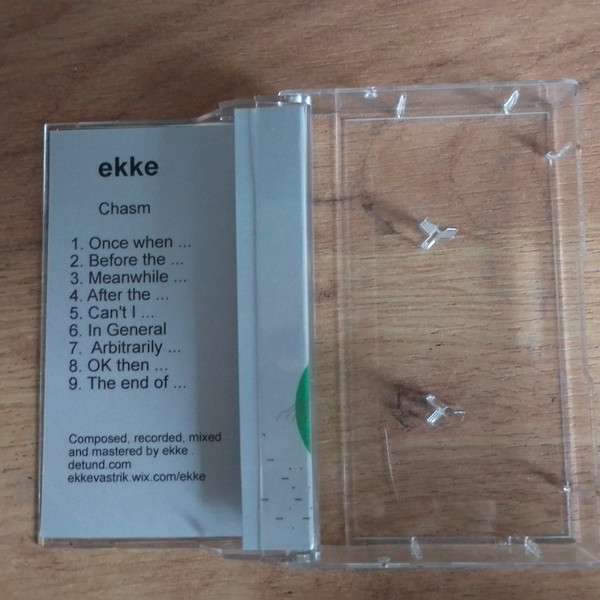 ekke
Chasm
1. Once when ...
2. Before the ...
3. Meanwhile ...
4. After the ...
5. Can't I ...
6. In General
7. Arbitrarily ...
8. OK then ...
9. The end of ...
Composed, recorded, mixed
and mastered by ekke .
detund.com
ekkevastrik.wix.com/ekke